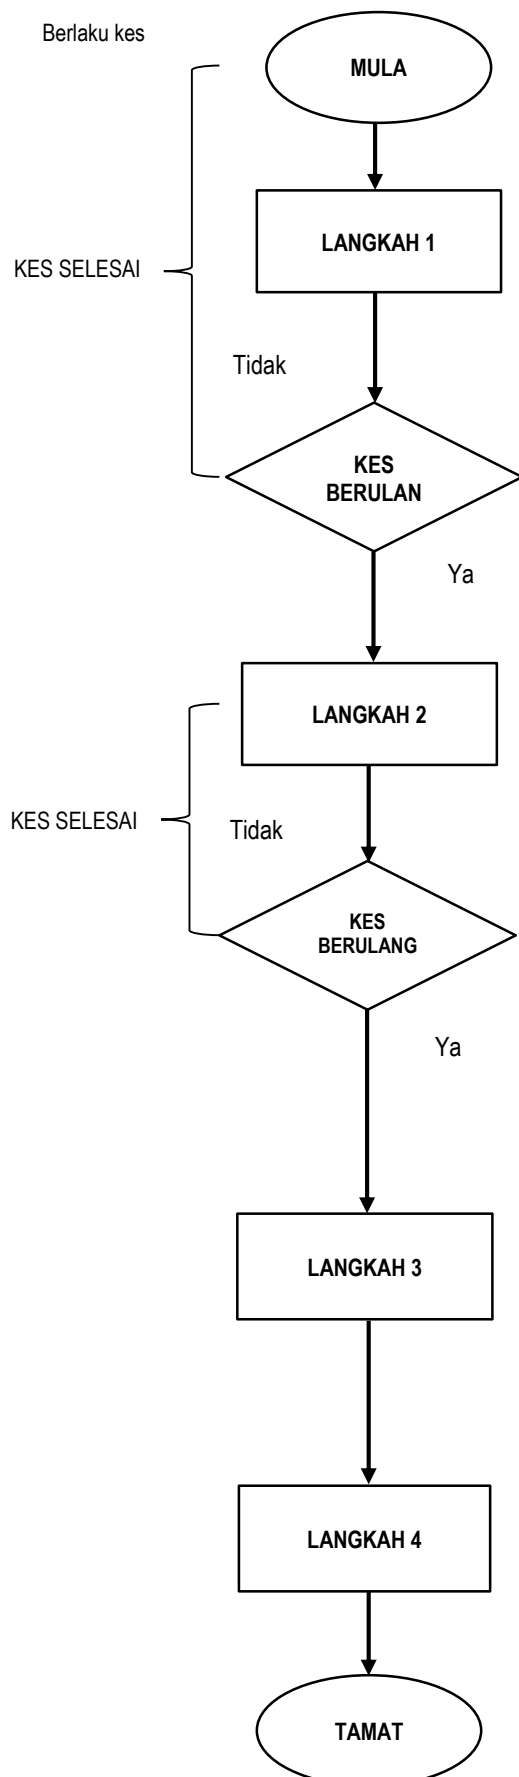 Berlaku kes
MULA
LANGKAH 1
KES SELESAI
Tidak
KES
BERULAN
Ya
LANGKAH 2
KES SELESAI
Tidak
KES
BERULANG
Ya
LANGKAH 3
LANGKAH 4
TAMAT